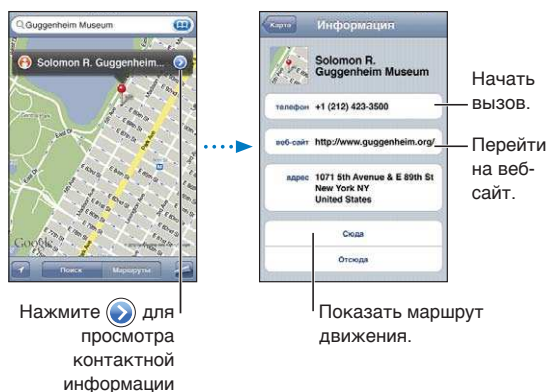 Guggenheim Museum
Solomon R. Guggenheim...
Google
Поиск
Маршруты
Нажмите для
просмотра
контактной
информации
Карта
Информация
Solomon R.
Guggenheim Museum
телефон +1 (212) 423-3500
веб-сайт http://www.guggenheim.org/
адрес 1071 5th Avenue & E 89th St
New York NY
United States
Сюда
Отсюда
Начать
вызов.
Перейти
на веб-
сайт.
Показать маршрут
движения.